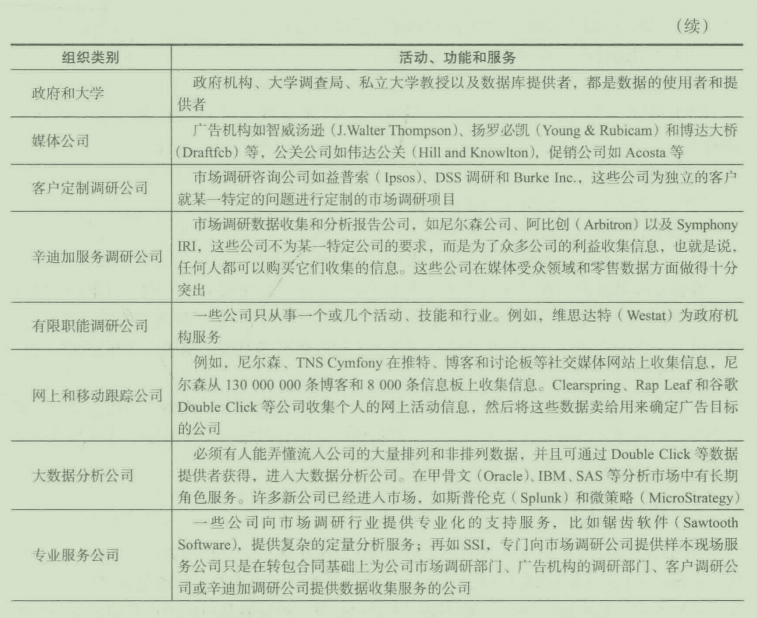 （续）
组织类别 活动、功能和服务
政府和大学 政府机构、大学调查局、私立大学教授以及数据库提供者，都是数据的使用者和提
供者
媒体公司 广告机构如智威汤逊（J.Walter Thompson）、扬罗必凯（Young & Rubicam）和博达大桥
（Draftfcb）等，公关公司如伟达公关（Hill and Knowlton），促销公司如 Acosta 等
客户定制调研公司 市场调研咨询公司如益普索（Ipsos）、DSS 调研和 Burke Inc.，这些公司为独立的客户
就某一特定的问题进行定制的市场调研项目
辛迪加服务调研公司 市场调研数据收集和分析报告公司，如尼尔森公司、阿比创（Arbitron）以及 Symphony
IRI，这些公司不为某一特定公司的要求，而是为了众多公司的利益收集信息，也就是说，
任何人都可以购买它们收集的信息。这些公司在媒体受众领域和零售数据方面做得十分
突出
有限职能调研公司 一些公司只从事一个或几个活动、技能和行业。例如，维思达特（Westat）为政府机
构服务
网上和移动跟踪公司 例如，尼尔森、TNS Cymfony 在推特、博客和讨论板等社交媒体网站上收集信息，尼
尔森从 130 000 000 条博客和 8 000 条信息板上收集信息。Clearspring、Rap Leaf 和谷歌
Double Click 等公司收集个人的网上活动信息，然后将这些数据卖给用来确定广告目标
的公司
大数据分析公司 必须有人能弄懂流入公司的大量排列和非排列数据，并且可通过 Double Click 等数据
提供者获得，进入大数据分析公司。在甲骨文（Oracle）、IBM、SAS 等分析市场中有长期
角色服务。许多新公司已经进入市场，如斯普伦克（Splunk）和微策略（MicroStrategy）
专业服务公司 一些公司向市场调研行业提供专业化的支持服务，比如锯齿软件（Sawtooth
Software），提供复杂的定量分析服务；再如 SSI，专门向市场调研公司提供样本现场服
务公司只是在转包合同基础上为公司市场调研部门、广告机构的调研部门、客户调研公
司或辛迪加调研公司提供数据收集服务的公司